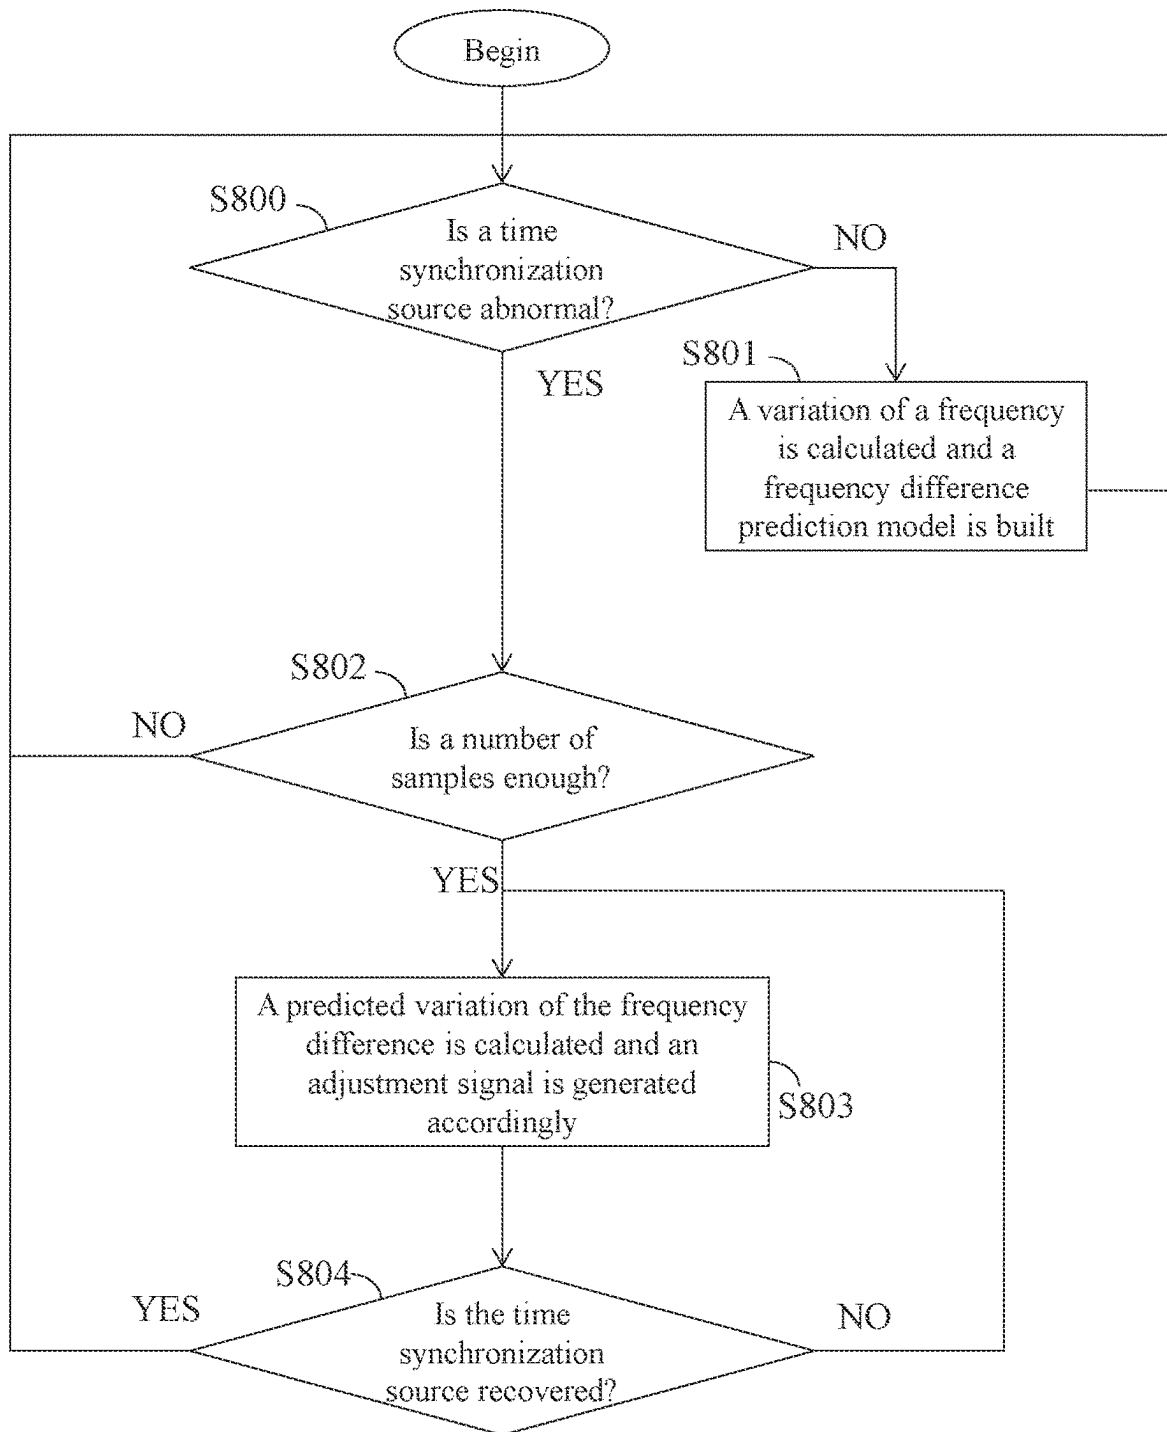 Begin
S800
Is a time
synchronization
source abnormal?
NO
YES
S801
A variation of a frequency
is calculated and a
frequency difference
prediction model is built
S802
NO
Is a number of
samples enough?
YES
A predicted variation of the frequency
difference is calculated and an
adjustment signal is generated
accordingly
S803
S804
YES
Is the time
synchronization
source recovered?
NO